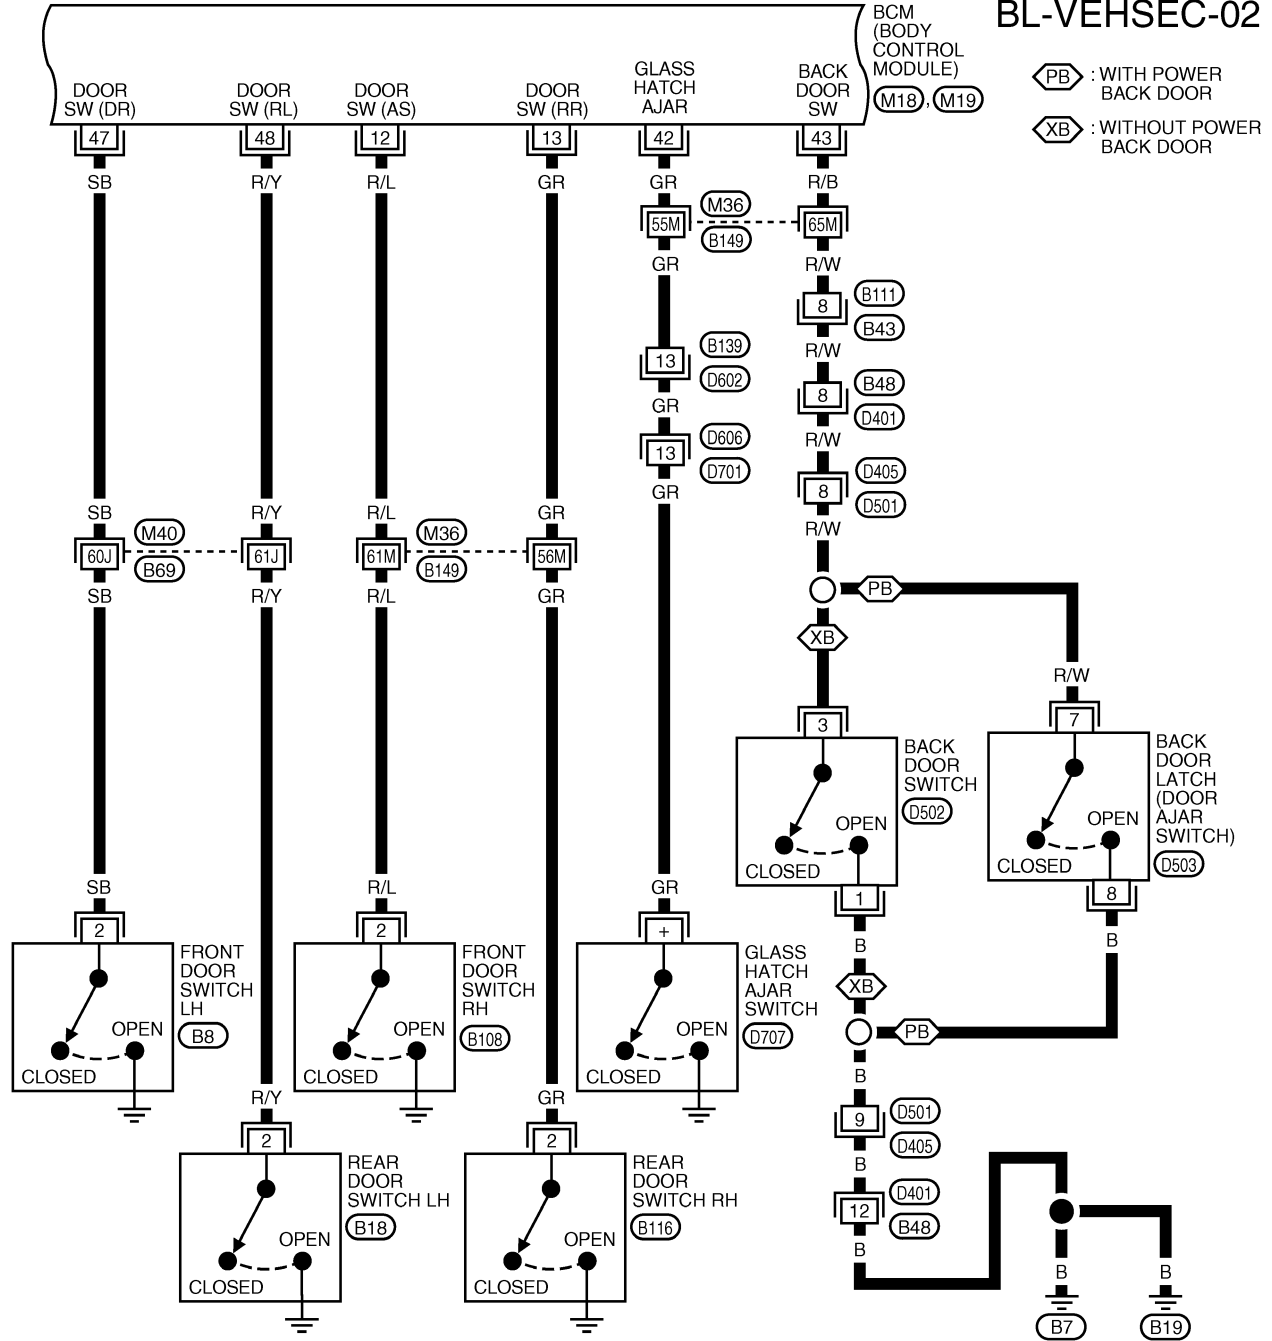 BL-VEHSEC-02
BCM
(BODY
CONTROL
MODULE)
M18, M19
PB : WITH POWER
BACK DOOR
XB : WITHOUT POWER
BACK DOOR
DOOR
SW (DR)
DOOR
SW (RL)
DOOR
SW (AS)
DOOR
SW (RR)
GLASS
HATCH
AJAR
BACK
DOOR
SW
47 48 12 13 42 43
SB R/Y R/L GR GR R/B
55M M36 65M
B149
GR R/W
8 B111
B43
R/W
13 B139
D602
8 B48
D401
GR R/W
13 D606
D701
8 D405
D501
GR R/W
SB R/Y R/L GR
60J M40 61J 61M M36 56M
B69 B149
SB R/Y R/L GR
PB
XB
R/W
3 7
BACK
DOOR
SWITCH
D502
OPEN
CLOSED
BACK
DOOR
LATCH
(DOOR
AJAR
SWITCH)
D503
OPEN
CLOSED
1 8
B B
XB
PB
SB R/L GR
2 2 +
FRONT
DOOR
SWITCH
LH
B8
OPEN
CLOSED
FRONT
DOOR
SWITCH
RH
B108
OPEN
CLOSED
GLASS
HATCH
AJAR
SWITCH
D707
OPEN
CLOSED
B
9 D501
D405
B
12 D401
B48
B
R/Y GR
2 2
REAR
DOOR
SWITCH LH
B18
OPEN
CLOSED
REAR
DOOR
SWITCH RH
B116
OPEN
CLOSED
B B
B7 B19